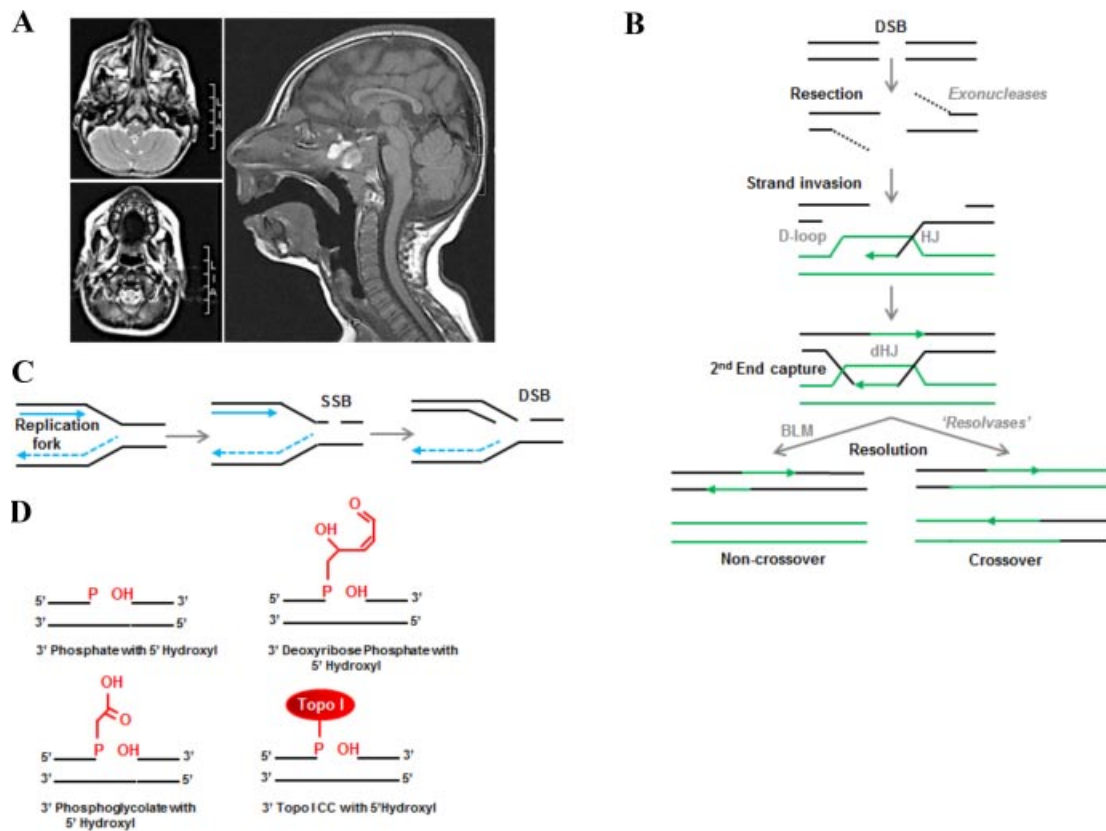 A
B
DSB
Resection
Exonucleases
Strand invasion
D-loop
HJ
dHJ
2nd End capture
BLM
'Resolvases'
Resolution
Non-crossover
Crossover
C
Replication
fork
SSB
DSB
D
P OH
5' 3'
3' 5'
3' Phosphate with 5' Hydroxyl
O
OH
P OH
5' 3'
3' 5'
3' Deoxyribose Phosphate with
5' Hydroxyl
OH
O
P OH
5' 3'
3' 5'
3' Phosphoglycolate with
5' Hydroxyl
Topo I
P OH
5' 3'
3' 5'
3' Topo I CC with 5'Hydroxyl